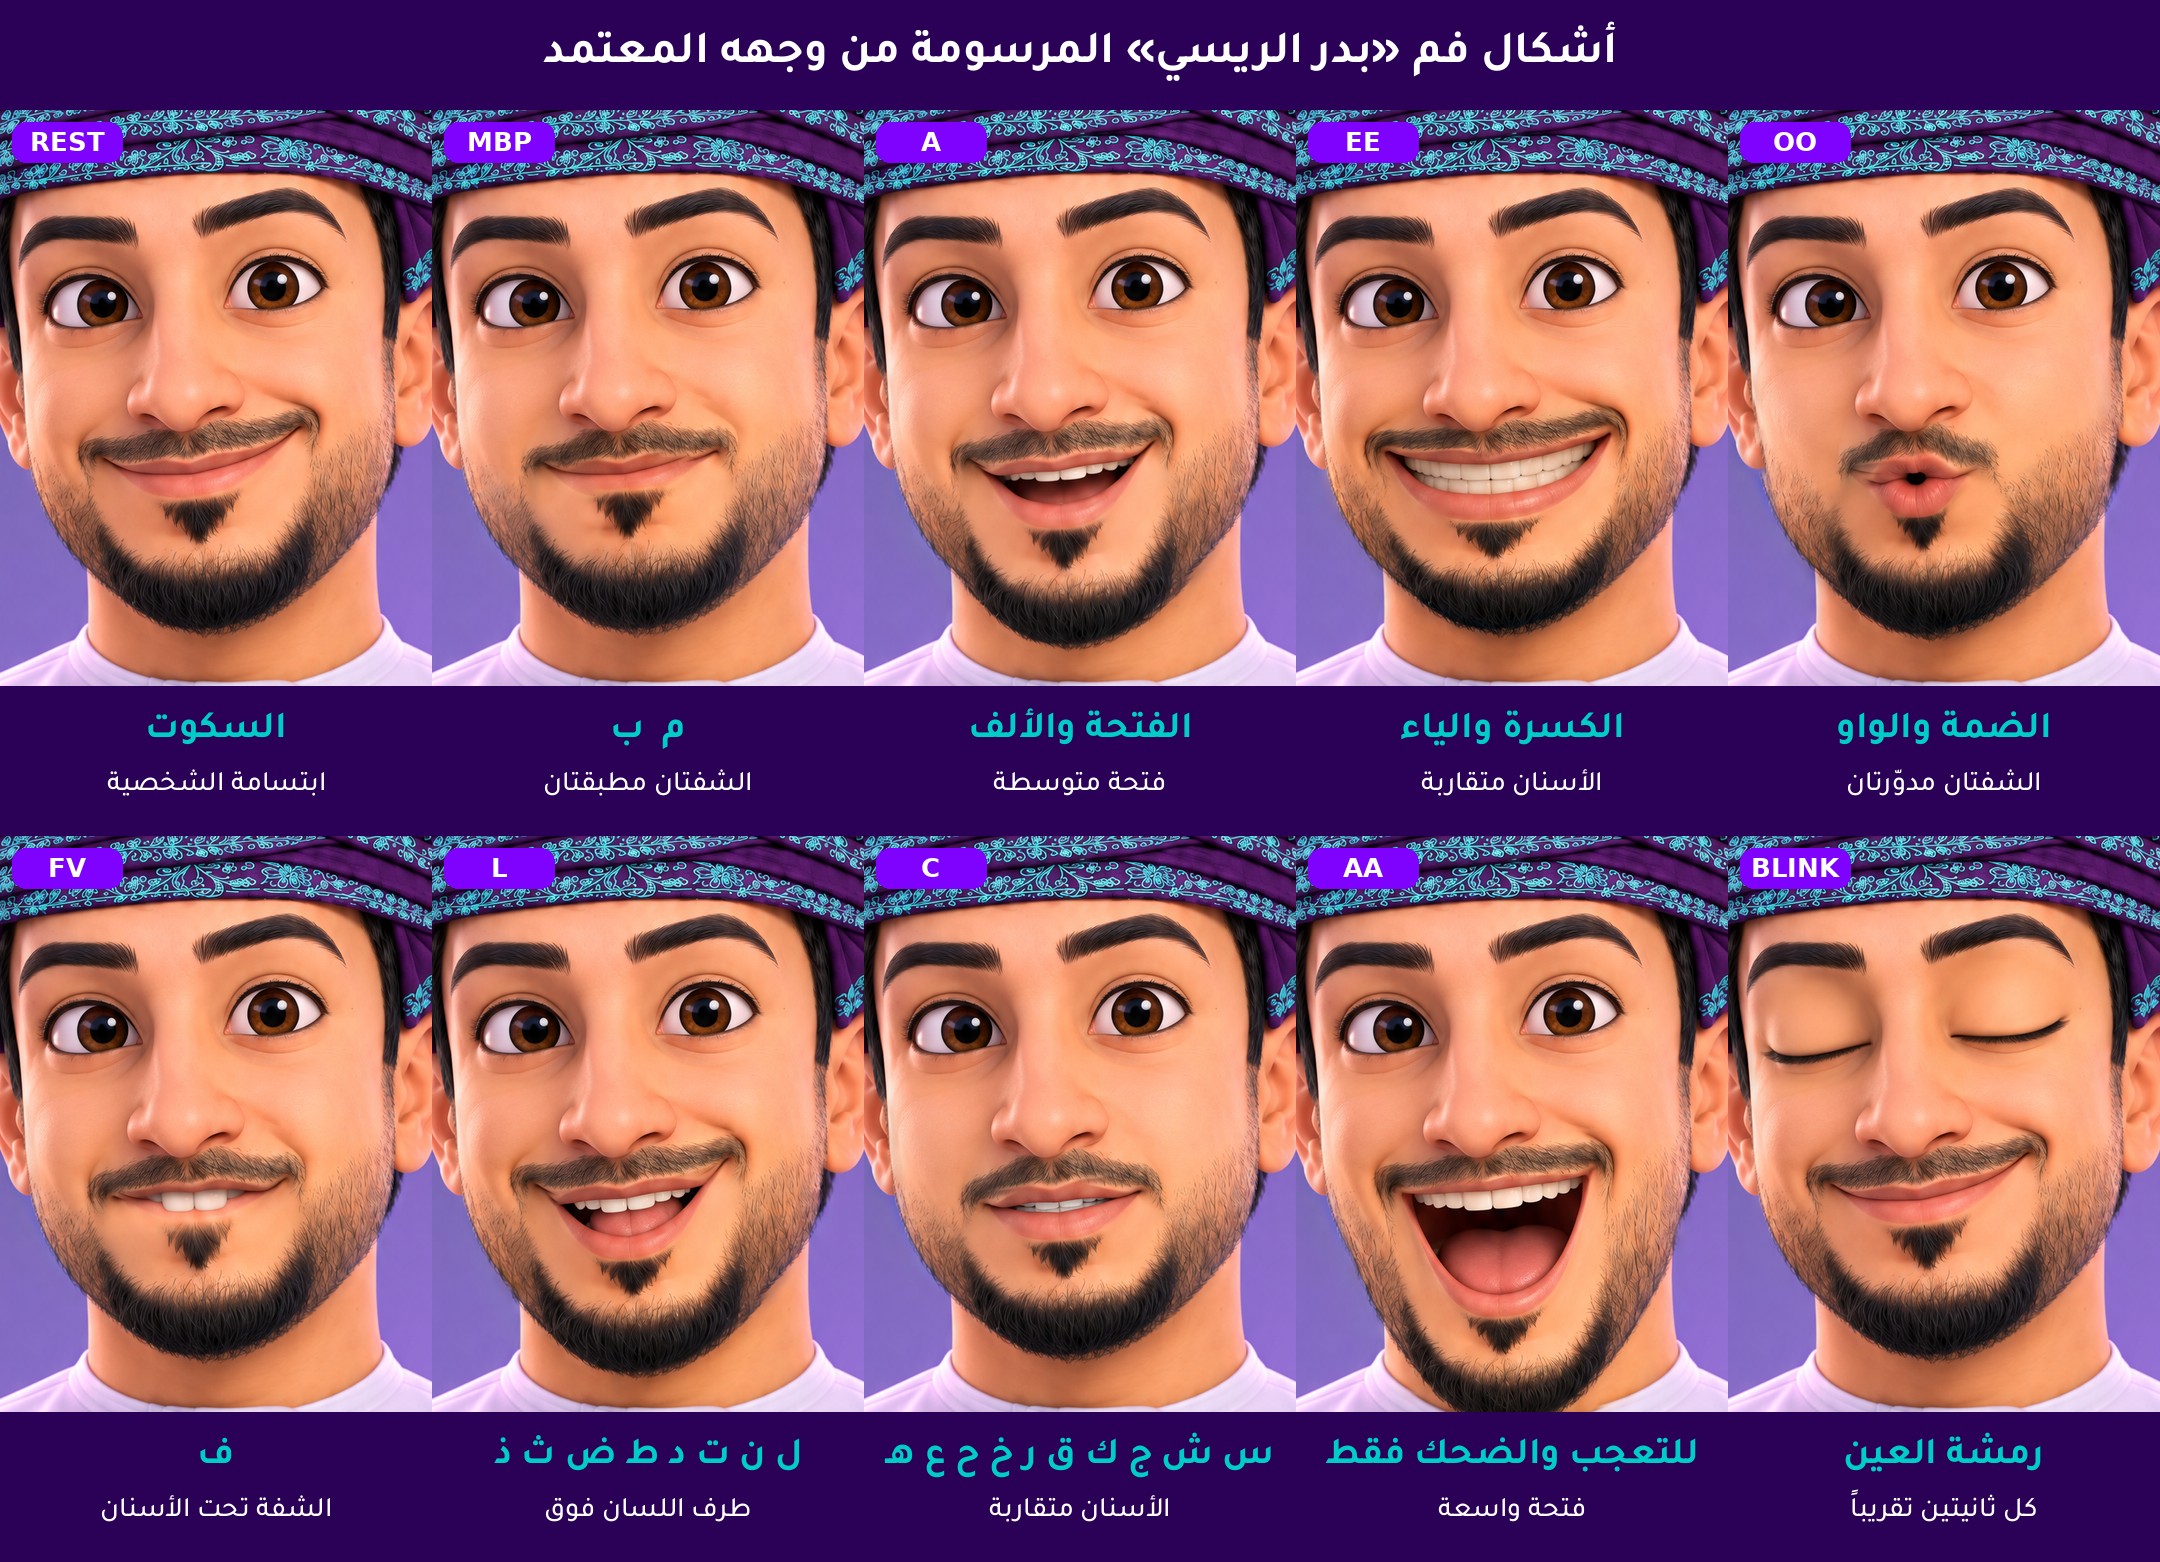 أشكال فم «بدر الريسي» المرسومة من وجهه المعتمد
REST
MBP
A
EE
OO
السكوت
م ب
الفتحة والألف
الكسرة والياء
الضمة والواو
ابتسامة الشخصية
الشفتان مطبقتان
فتحة متوسطة
الأسنان متقاربة
الشفتان مدوّرتان
FV
L
C
AA
BLINK
ف
ل ن ت د ط ض ث ذ
س ش ج ك ق ر خ ح ع هـ
للتعجب والضحك فقط
رمشة العين
الشفة تحت الأسنان
طرف اللسان فوق
الأسنان متقاربة
فتحة واسعة
كل ثانيتين تقريباً